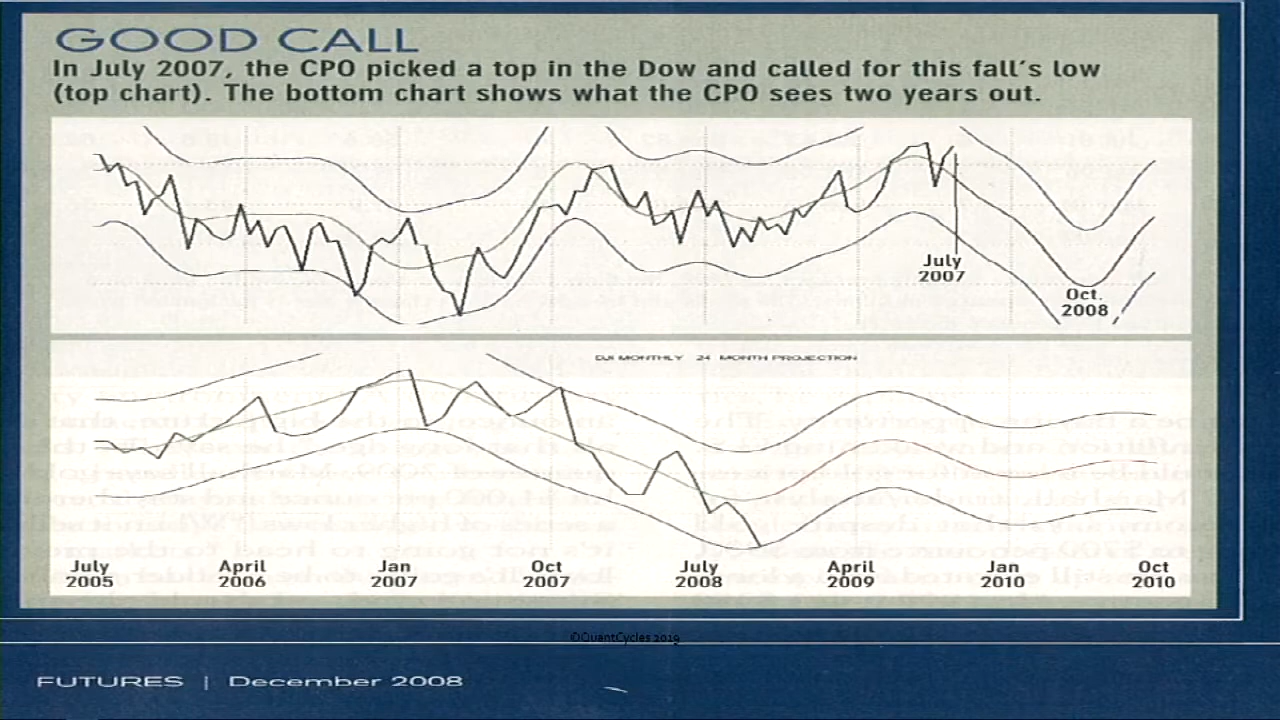 GOOD CALL
In July 2007, the CPO picked a top in the Dow and called for this fall's low
(top chart). The bottom chart shows what the CPO sees two years out.
July
2007
Oct.
2008
DJI MONTHLY 24 MONTH PROJECTION
July
2005
April
2006
Jan
2007
Oct
2007
July
2008
April
2009
Jan
2010
Oct
2010
©QuantCycles 2019
FUTURES | December 2008